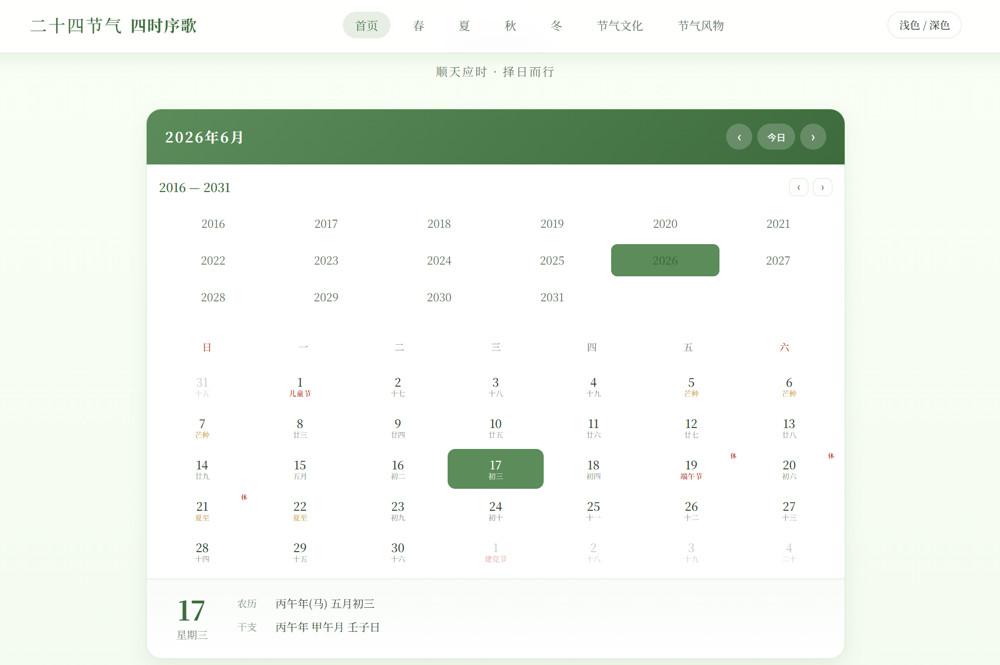 二十四节气 四时序歌
首页 春 夏 秋 冬 节气文化 节气风物
浅色 / 深色
顺天应时 · 择日而行
2026年6月
‹ 今日 ›
2016 — 2031
‹ ›
2016 2017 2018 2019 2020 2021
2022 2023 2024 2025 2026 2027
2028 2029 2030 2031
日 一 二 三 四 五 六
31 1 2 3 4 5 6
十五 儿童节 十七 十八 十九 芒种 芒种
7 8 9 10 11 12 13
芒种 廿三 廿四 廿五 廿六 廿七 廿八
休 休
14 15 16 17 18 19 20
廿九 五月 初二 初三 初四 端午节 初六
休
21 22 23 24 25 26 27
夏至 夏至 初九 初十 十一 十二 十三
28 29 30 1 2 3 4
十四 十五 十六 建党节 十八 十九 二十
17
星期三
农历 丙午年(马) 五月初三
干支 丙午年 甲午月 壬子日